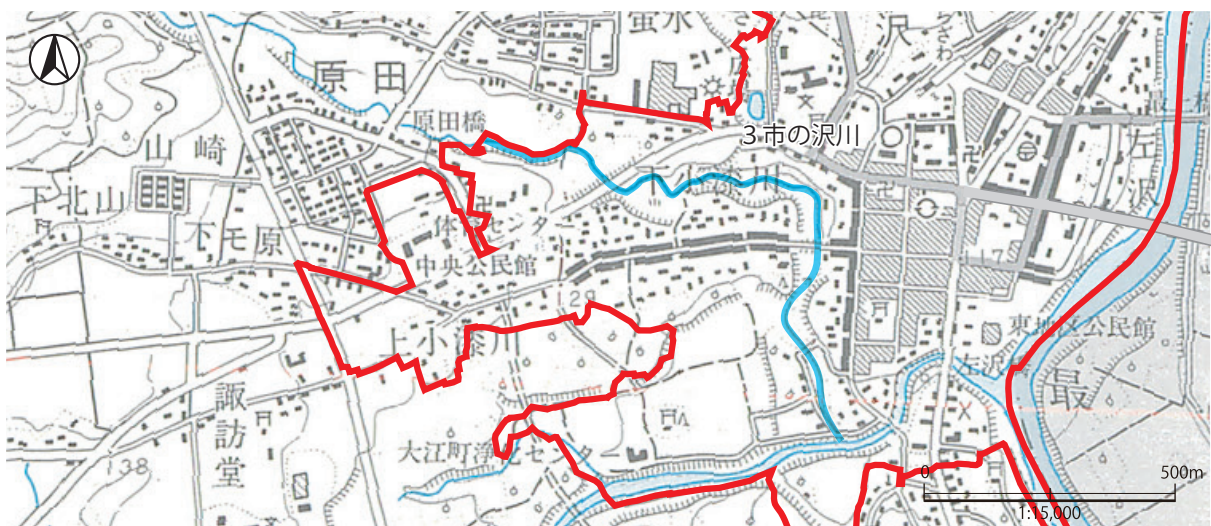 原田
原田橋
3市の沢川
山崎
下北山
下モ原
体育センター
中央公民館
129
上小漆川
諏訪堂
138
大江町浄化センター
東地区公民館
左沢
最
0
500m
1:15,000